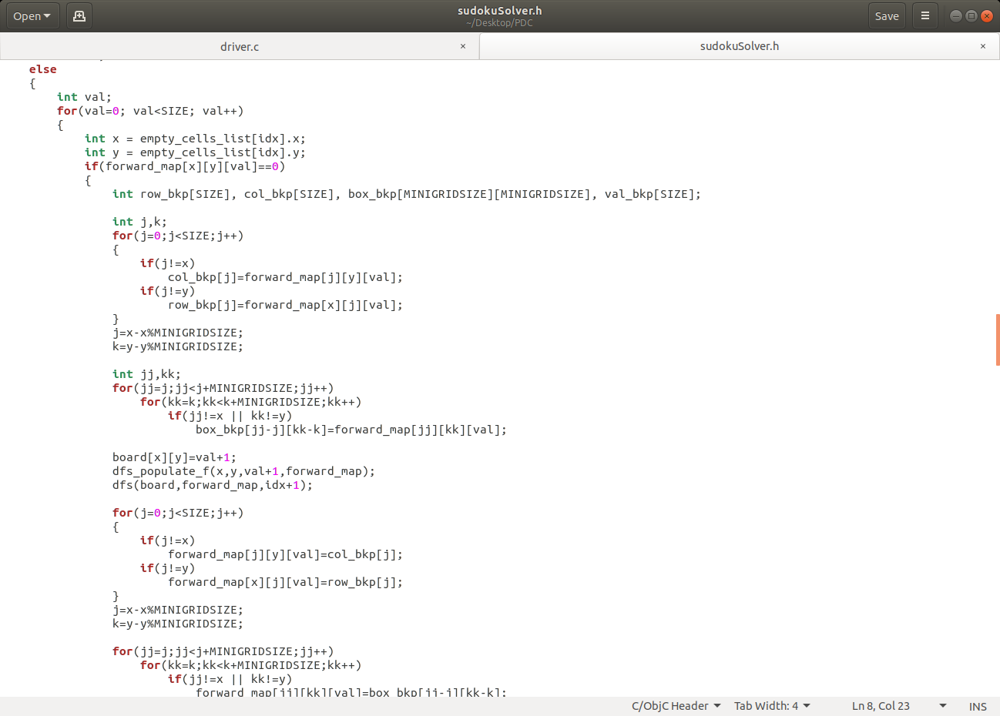 Open
sudokuSolver.h
~/Desktop/PDC
Save
driver.c ×
sudokuSolver.h ×
else
{
int val;
for(val=0; val<SIZE; val++)
{
int x = empty_cells_list[idx].x;
int y = empty_cells_list[idx].y;
if(forward_map[x][y][val]==0)
{
int row_bkp[SIZE], col_bkp[SIZE], box_bkp[MINIGRIDSIZE][MINIGRIDSIZE], val_bkp[SIZE];
int j,k;
for(j=0;j<SIZE;j++)
{
if(j!=x)
col_bkp[j]=forward_map[j][y][val];
if(j!=y)
row_bkp[j]=forward_map[x][j][val];
}
j=x-x%MINIGRIDSIZE;
k=y-y%MINIGRIDSIZE;
int jj,kk;
for(jj=j;jj<j+MINIGRIDSIZE;jj++)
for(kk=k;kk<k+MINIGRIDSIZE;kk++)
if(jj!=x || kk!=y)
box_bkp[jj-j][kk-k]=forward_map[jj][kk][val];
board[x][y]=val+1;
dfs_populate_f(x,y,val+1,forward_map);
dfs(board,forward_map,idx+1);
for(j=0;j<SIZE;j++)
{
if(j!=x)
forward_map[j][y][val]=col_bkp[j];
if(j!=y)
forward_map[x][j][val]=row_bkp[j];
}
j=x-x%MINIGRIDSIZE;
k=y-y%MINIGRIDSIZE;
for(jj=j;jj<j+MINIGRIDSIZE;jj++)
for(kk=k;kk<k+MINIGRIDSIZE;kk++)
if(jj!=x || kk!=y)
forward_map[jj][kk][val]=box_bkp[jj-j][kk-k];
C/ObjC Header Tab Width: 4 Ln 8, Col 23 INS